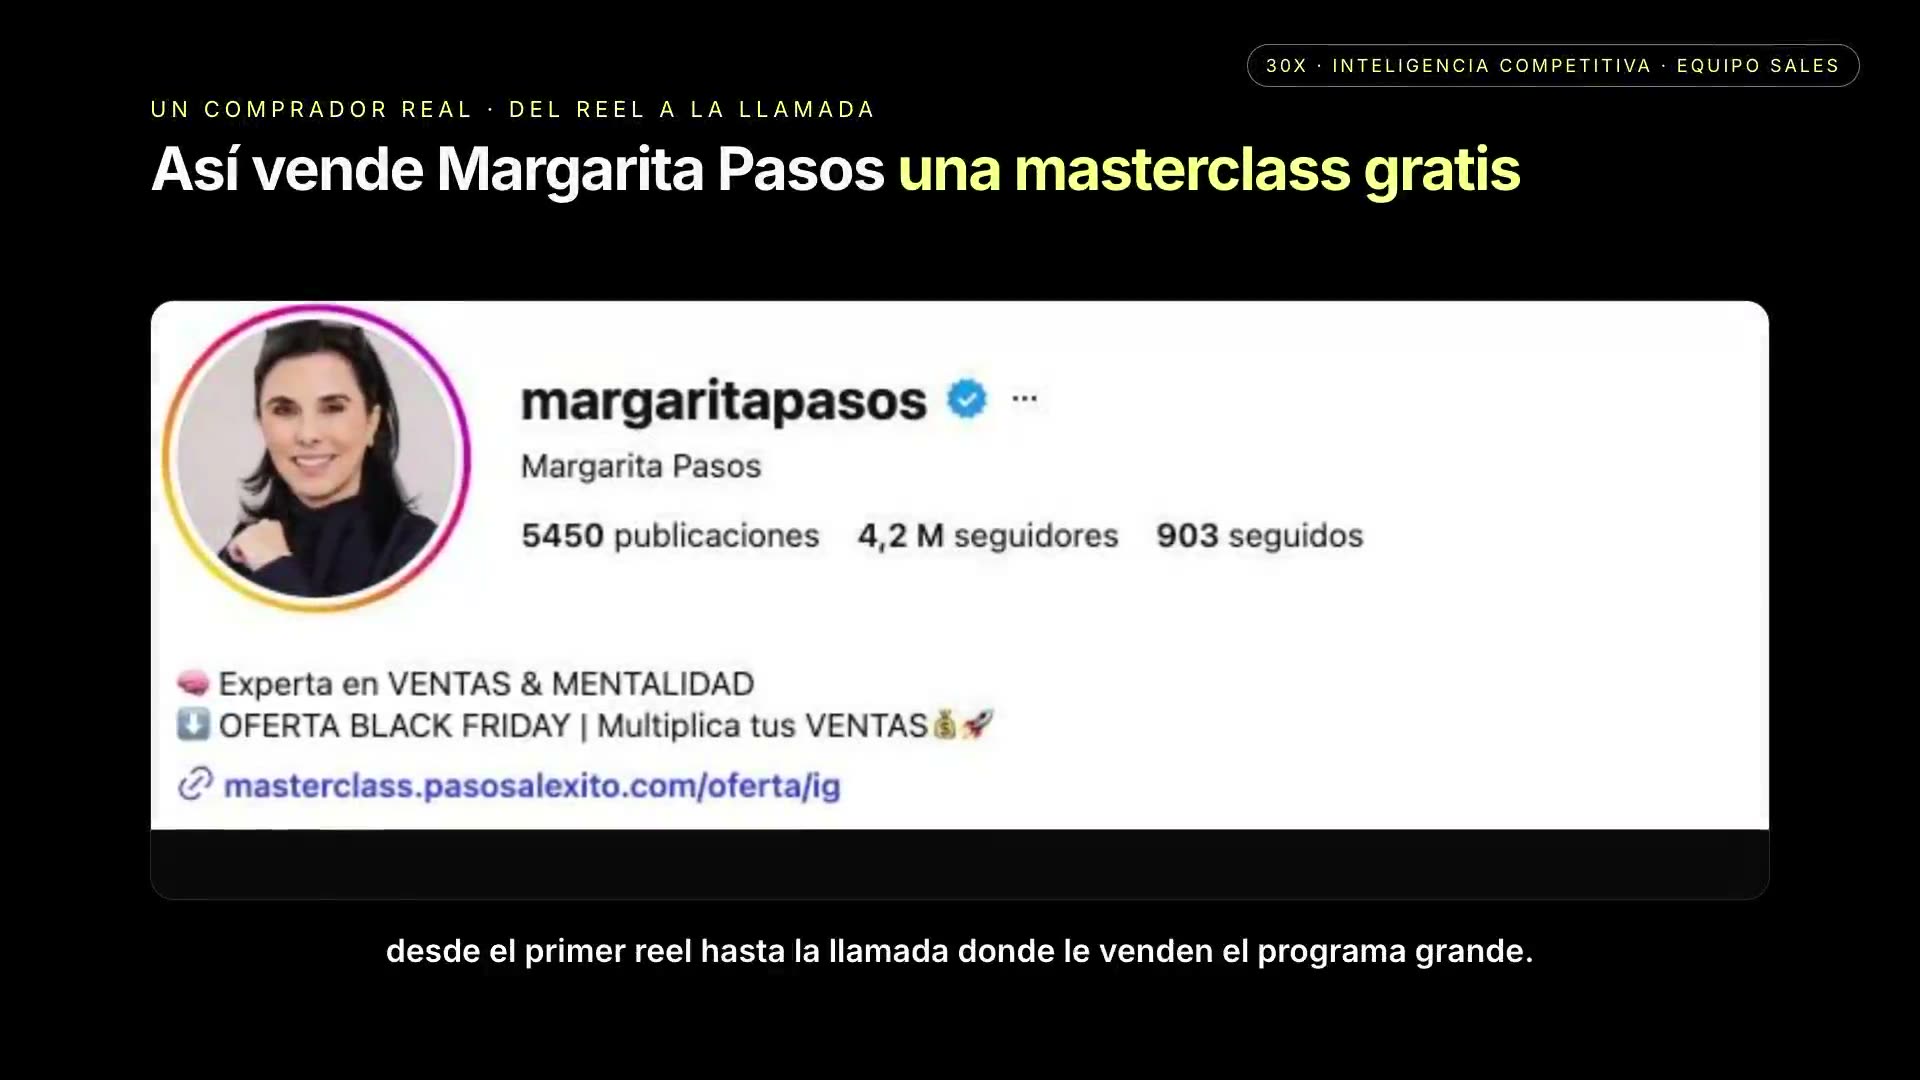 30X · INTELIGENCIA COMPETITIVA · EQUIPO SALES
UN COMPRADOR REAL · DEL REEL A LA LLAMADA
Así vende Margarita Pasos una masterclass gratis
margaritapasos ...
Margarita Pasos
5450 publicaciones 4,2 M seguidores 903 seguidos
🧠 Experta en VENTAS & MENTALIDAD
⬇️ OFERTA BLACK FRIDAY | Multiplica tus VENTAS💰🚀
masterclass.pasosalexito.com/oferta/ig
desde el primer reel hasta la llamada donde le venden el programa grande.